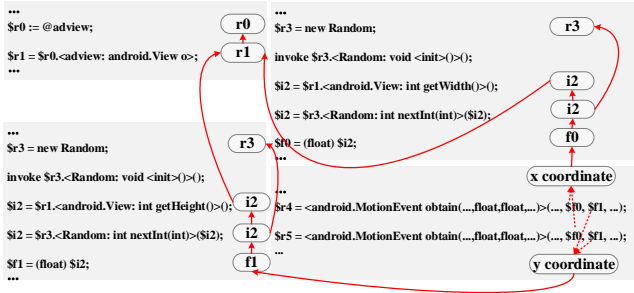 ...
$r0 := @adview;
$r1 = $r0.<adview: android.View o>;
...
r0
r1
...
$r3 = new Random;
invoke $r3.<Random: void <init>()>();
$i2 = $r1.<android.View: int getWidth()>();
$i2 = $r3.<Random: int nextInt(int)>($i2);
$f0 = (float) $i2;
...
r3
i2
i2
f0
x coordinate
...
$r3 = new Random;
invoke $r3.<Random: void <init>()>();
$i2 = $r1.<android.View: int getHeight()>();
$i2 = $r3.<Random: int nextInt(int)>($i2);
$f1 = (float) $i2;
...
r3
i2
i2
f1
...
$r4 = <android.MotionEvent obtain(...,float,float,...)>(..., $f0, $f1, ...);
$r5 = <android.MotionEvent obtain(...,float,float,...)>(..., $f0, $f1, ...);
...
y coordinate